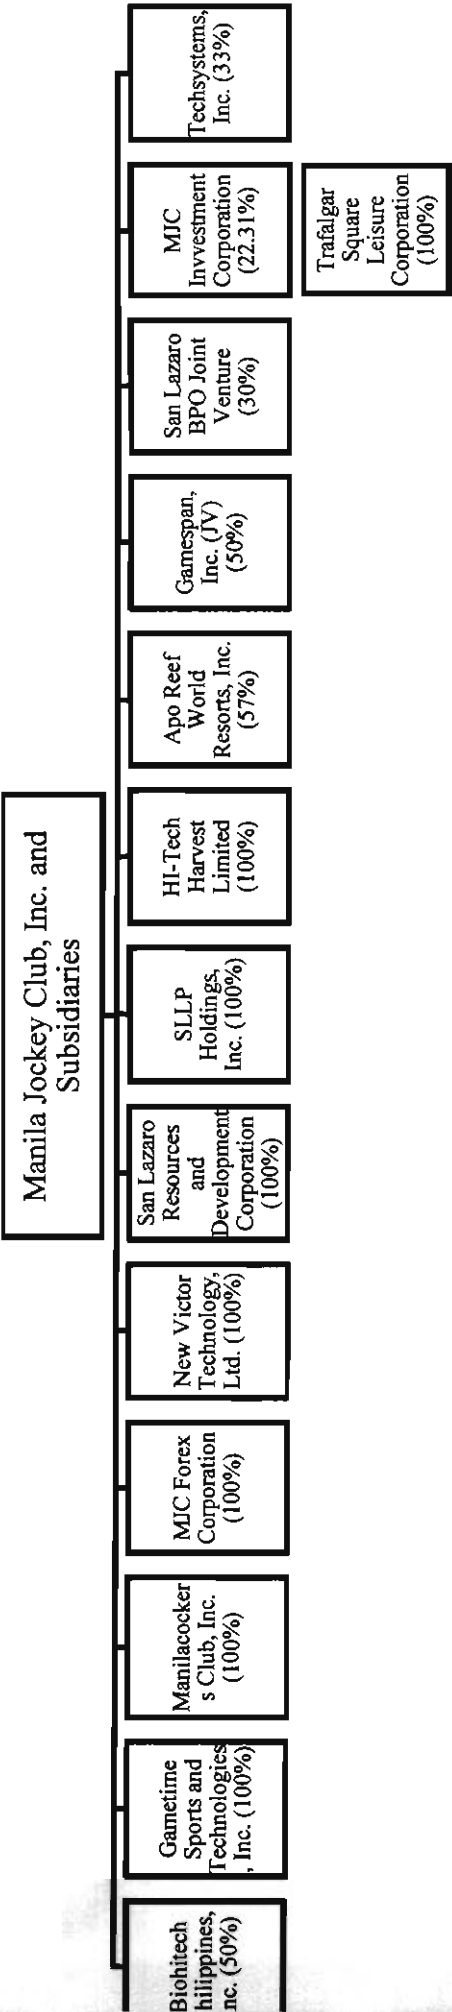 Manila Jockey Club, Inc. and
Subsidiaries
Biohitech
hilippines,
nc. (50%)
Gametime
Sports and
Technologies
, Inc. (100%)
Manilacocker
s Club, Inc.
(100%)
MJC Forex
Corporation
(100%)
New Victor
Technology,
Ltd. (100%)
San Lazaro
Resources
and
Development
Corporation
(100%)
SLLP
Holdings,
Inc. (100%)
HI-Tech
Harvest
Limited
(100%)
Apo Reef
World
Resorts, Inc.
(57%)
Gamespan,
Inc. (JV)
(50%)
San Lazaro
BPO Joint
Venture
(30%)
MJC
Invvestment
Corporation
(22.31%)
Techsystems,
Inc. (33%)
Trafalgar
Square
Leisure
Corporation
(100%)